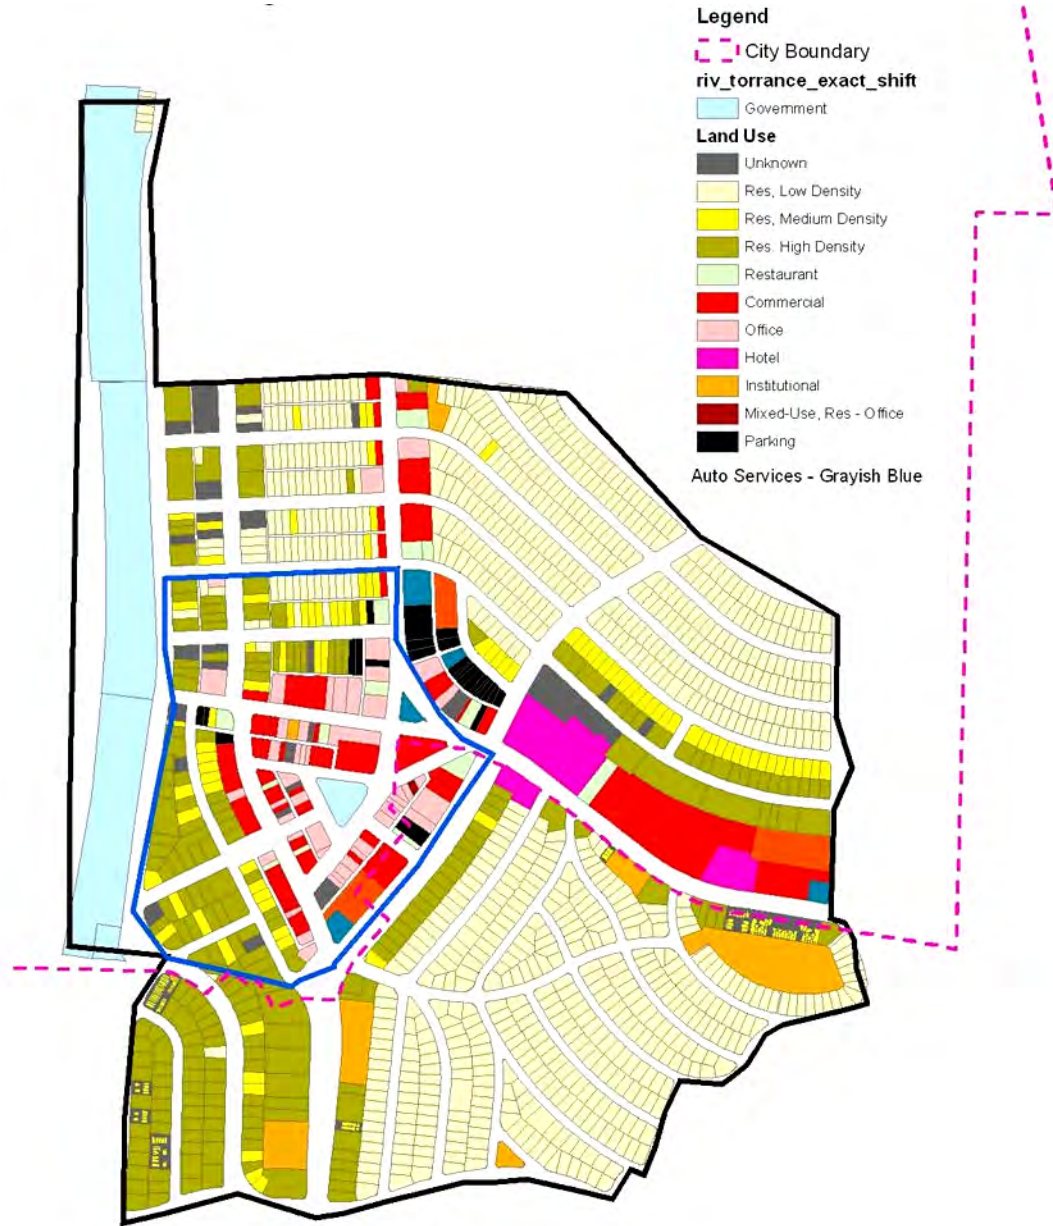 Legend
City Boundary
riv_torrance_exact_shift
Government
Land Use
Unknown
Res, Low Density
Res, Medium Density
Res. High Density
Restaurant
Commercial
Office
Hotel
Institutional
Mixed-Use, Res - Office
Parking
Auto Services - Grayish Blue